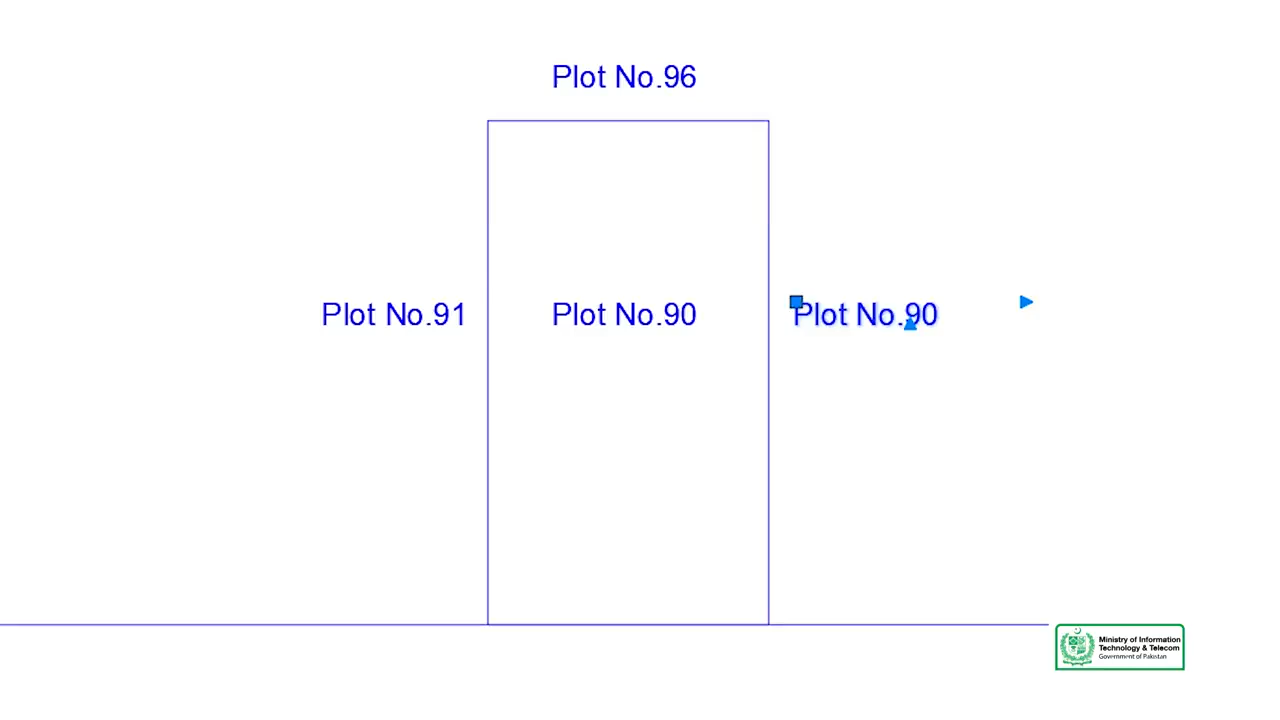 Plot No.96
Plot No.91
Plot No.90
Plot No.90
Ministry of Information
Technology & Telecom
Government of Pakistan